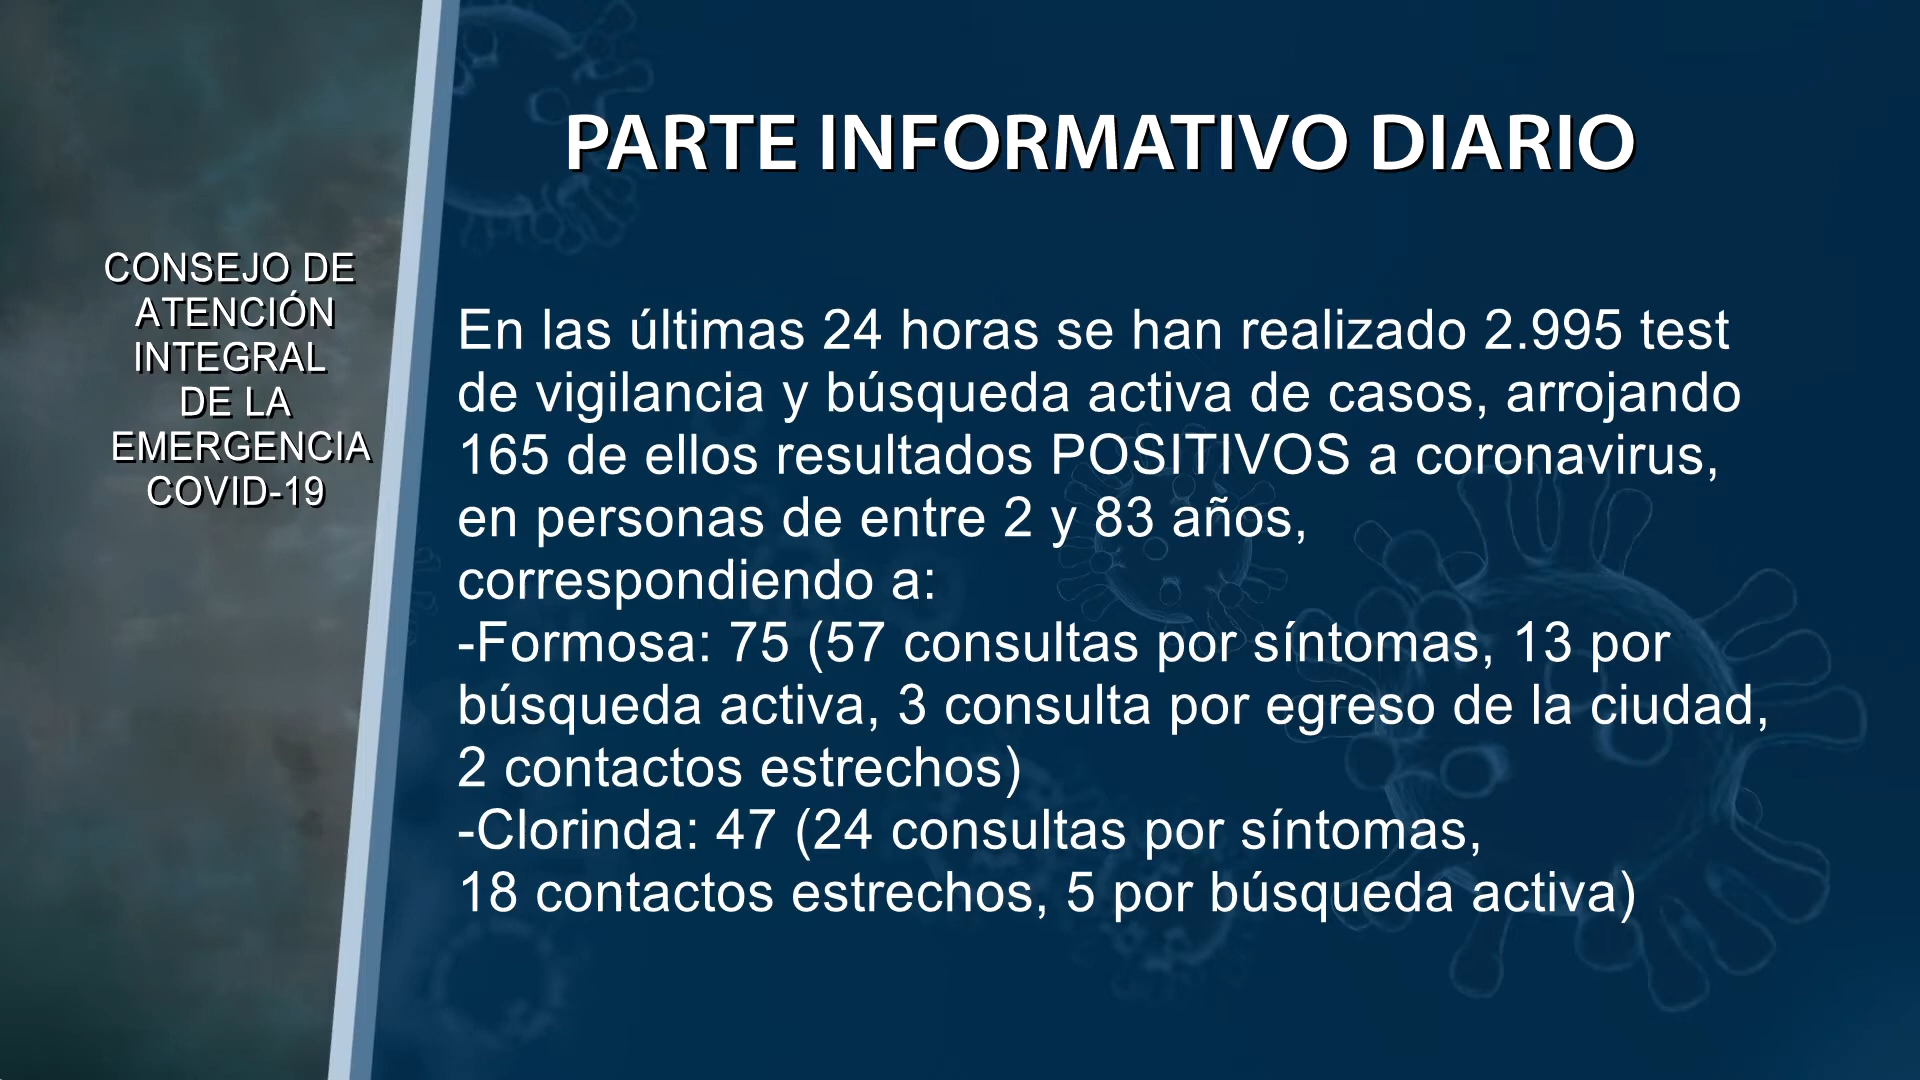 PARTE INFORMATIVO DIARIO
CONSEJO DE
ATENCIÓN
INTEGRAL
DE LA
EMERGENCIA
COVID-19
En las últimas 24 horas se han realizado 2.995 test
de vigilancia y búsqueda activa de casos, arrojando
165 de ellos resultados POSITIVOS a coronavirus,
en personas de entre 2 y 83 años,
correspondiendo a:
-Formosa: 75 (57 consultas por síntomas, 13 por
búsqueda activa, 3 consulta por egreso de la ciudad,
2 contactos estrechos)
-Clorinda: 47 (24 consultas por síntomas,
18 contactos estrechos, 5 por búsqueda activa)